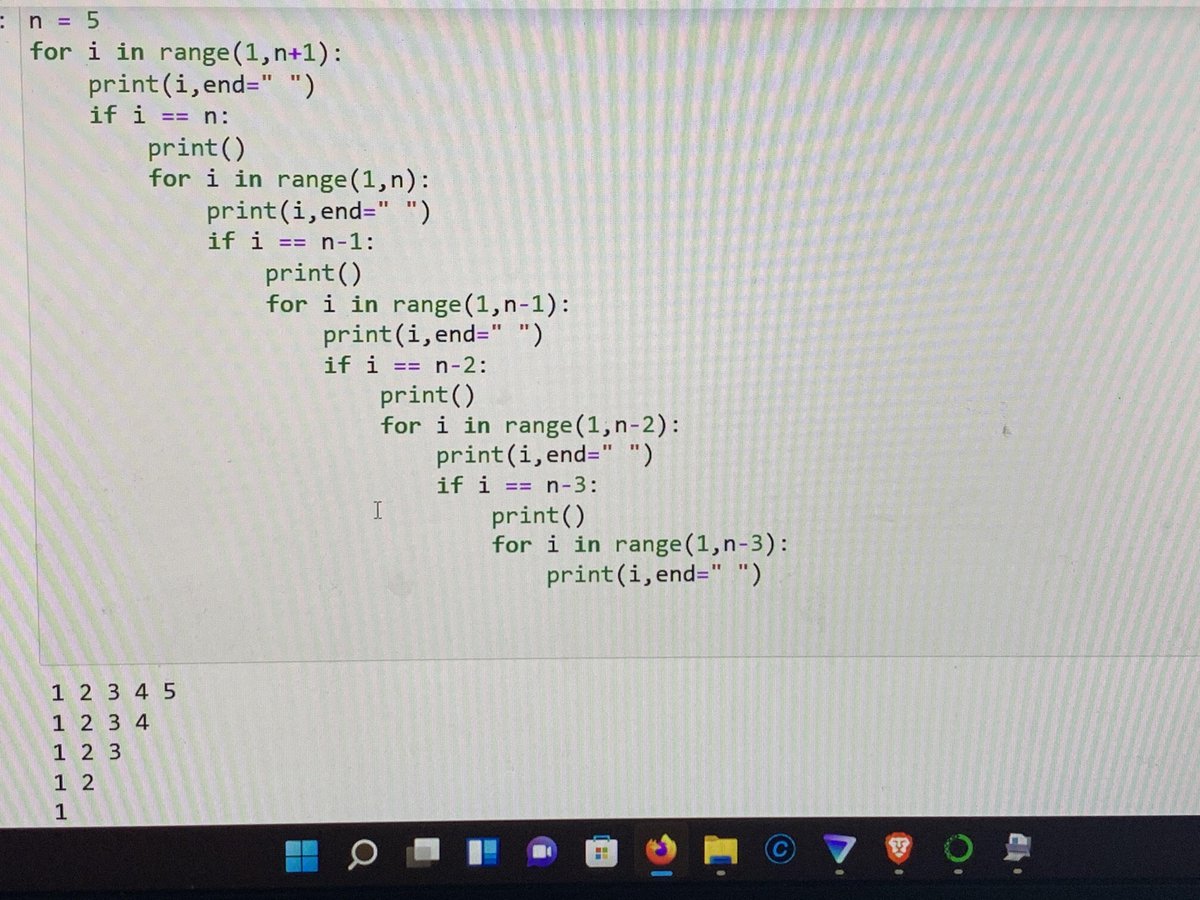 : n = 5
for i in range(1,n+1):
    print(i,end=" ")
    if i == n:
        print()
        for i in range(1,n):
            print(i,end=" ")
            if i == n-1:
                print()
                for i in range(1,n-1):
                    print(i,end=" ")
                    if i == n-2:
                        print()
                        for i in range(1,n-2):
                            print(i,end=" ")
                            if i == n-3:
                                print()
                                for i in range(1,n-3):
                                    print(i,end=" ")
1 2 3 4 5
1 2 3 4
1 2 3
1 2
1